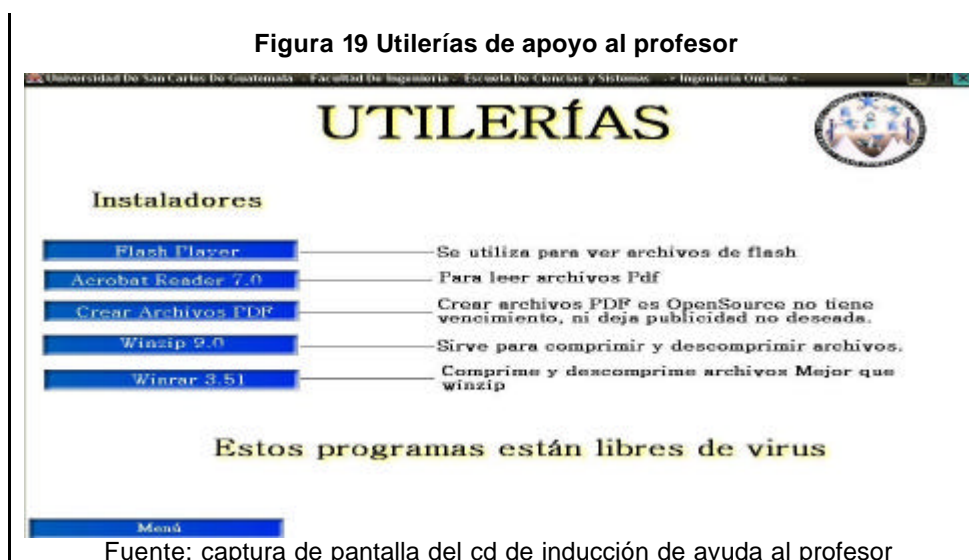 Figura 19 Utilerías de apoyo al profesor
Universidad De San Carlos De Guatemala - Facultad De Ingenieria - Escuela De Ciencias y Sistemas -- Ingenieria OnLine --
UTILERÍAS
Instaladores
Flash Player
Se utiliza para ver archivos de flash
Acrobat Reader 7.0
Para leer archivos Pdf
Crear Archivos PDF
Crear archivos PDF es OpenSource no tiene
vencimiento, ni deja publicidad no deseada.
Winzip 9.0
Sirve para comprimir y descomprimir archivos.
Winrar 3.51
Comprime y descomprime archivos Mejor que
winzip
Estos programas están libres de virus
Menú
Fuente: captura de pantalla del cd de inducción de ayuda al profesor